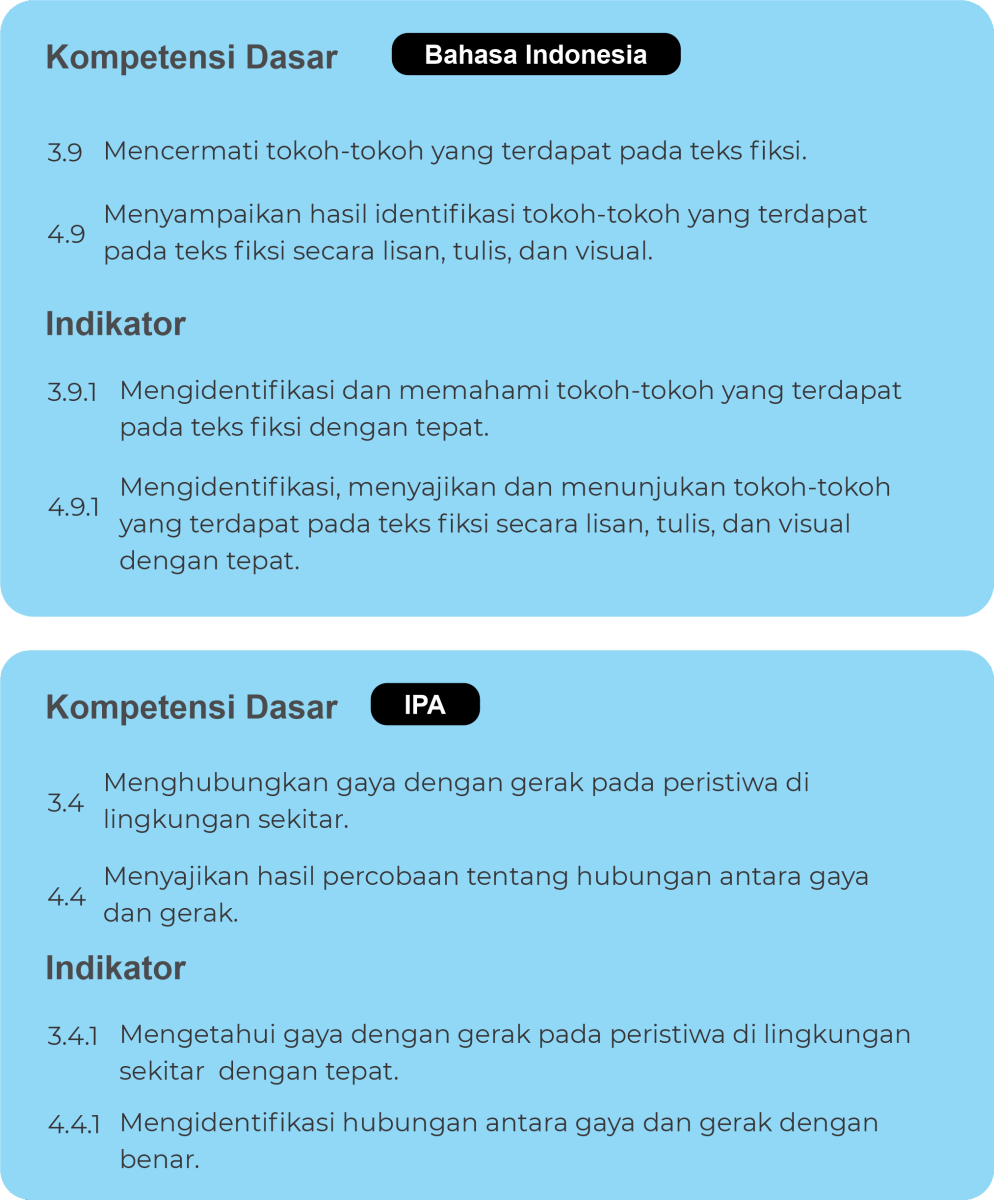 Kompetensi Dasar Bahasa Indonesia
3.9 Mencermati tokoh-tokoh yang terdapat pada teks fiksi.
4.9 Menyampaikan hasil identifikasi tokoh-tokoh yang terdapat
pada teks fiksi secara lisan, tulis, dan visual.
Indikator
3.9.1 Mengidentifikasi dan memahami tokoh-tokoh yang terdapat
pada teks fiksi dengan tepat.
4.9.1 Mengidentifikasi, menyajikan dan menunjukan tokoh-tokoh
yang terdapat pada teks fiksi secara lisan, tulis, dan visual
dengan tepat.
Kompetensi Dasar IPA
3.4 Menghubungkan gaya dengan gerak pada peristiwa di
lingkungan sekitar.
4.4 Menyajikan hasil percobaan tentang hubungan antara gaya
dan gerak.
Indikator
3.4.1 Mengetahui gaya dengan gerak pada peristiwa di lingkungan
sekitar  dengan tepat.
4.4.1 Mengidentifikasi hubungan antara gaya dan gerak dengan
benar.